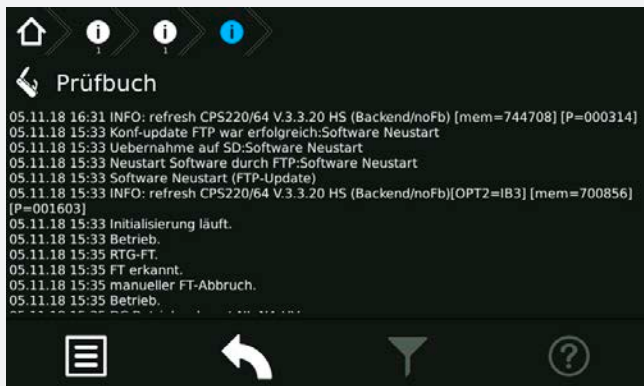 1
1
Prüfbuch
05.11.18 16:31 INFO: refresh CPS220/64 V.3.3.20 HS (Backend/noFb) [mem=744708] [P=000314]
05.11.18 15:33 Konf-update FTP war erfolgreich:Software Neustart
05.11.18 15:33 Uebernahme auf SD:Software Neustart
05.11.18 15:33 Neustart Software durch FTP:Software Neustart
05.11.18 15:33 Software Neustart (FTP-Update)
05.11.18 15:33 INFO: refresh CPS220/64 V.3.3.20 HS (Backend/noFb)[OPT2=IB3] [mem=700856]
[P=001603]
05.11.18 15:33 Initialisierung läuft.
05.11.18 15:33 Betrieb.
05.11.18 15:35 RTG-FT.
05.11.18 15:35 FT erkannt.
05.11.18 15:35 manueller FT-Abbruch.
05.11.18 15:35 Betrieb.